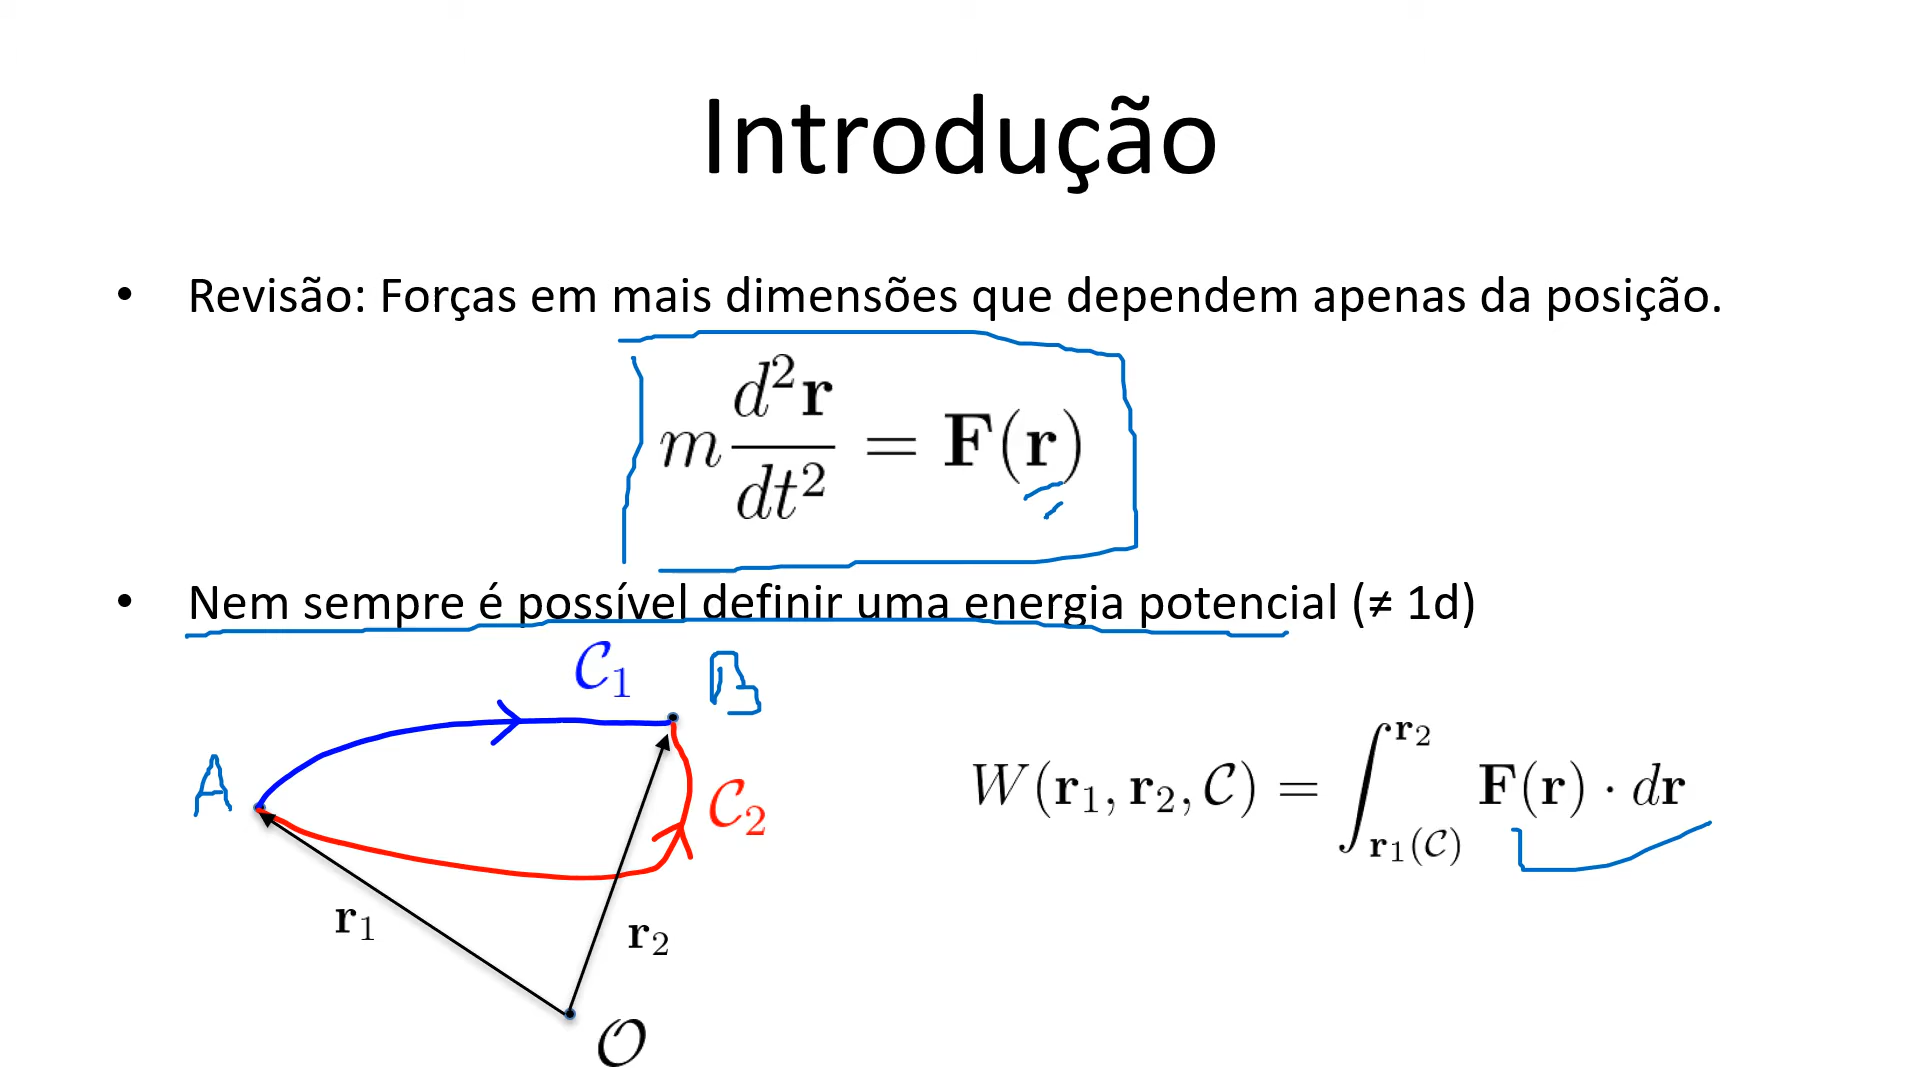 Introdução
• Revisão: Forças em mais dimensões que dependem apenas da posição.
m d²r/dt² = F(r)
• Nem sempre é possível definir uma energia potencial (≠ 1d)
C₁ B
A
C₂
r₁
r₂
O
W(r₁, r₂, C) = ∫_{r₁(C)}^{r₂} F(r) · dr